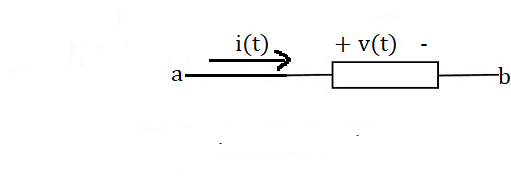 i(t) + v(t) -
a b